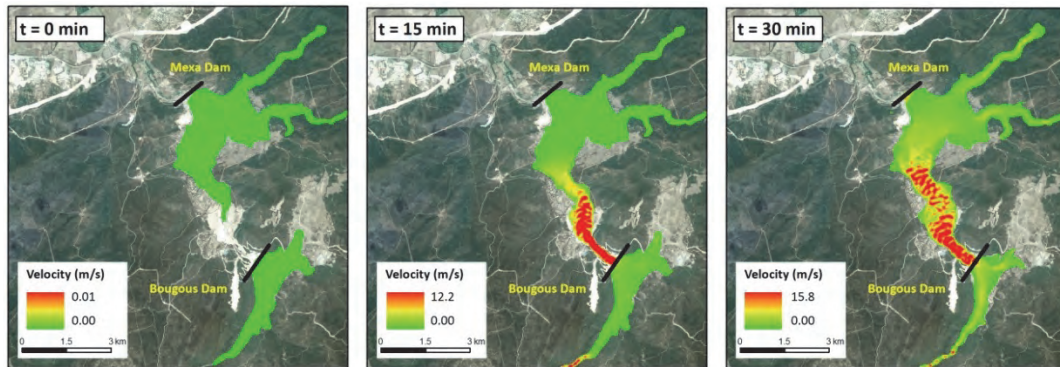 t = 0 min
Mexa Dam
Bougous Dam
Velocity (m/s)
0.01
0.00
0 1.5 3 km
t = 15 min
Mexa Dam
Bougous Dam
Velocity (m/s)
12.2
0.00
0 1.5 3 km
t = 30 min
Mexa Dam
Bougous Dam
Velocity (m/s)
15.8
0.00
0 1.5 3 km